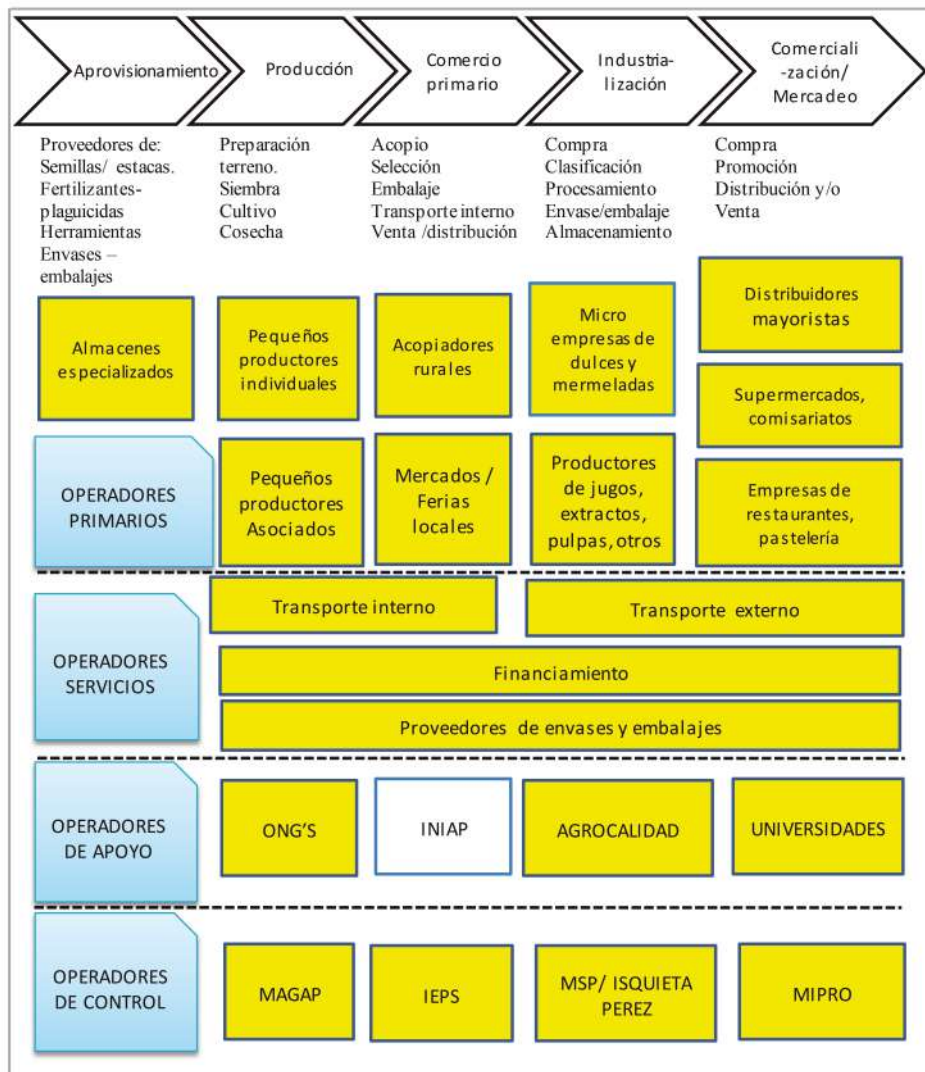 Aprovisionamiento
Producción
Comercio
primario
Industria-
lización
Comerciali
-zación/
Mercadeo
Proveedores de:
Semillas/ estacas.
Fertilizantes-
plaguicidas
Herramientas
Envases –
embalajes
Preparación
terreno.
Siembra
Cultivo
Cosecha
Acopio
Selección
Embalaje
Transporte interno
Venta /distribución
Compra
Clasificación
Procesamiento
Envase/embalaje
Almacenamiento
Compra
Promoción
Distribución y/o
Venta
Almacenes
especializados
Pequeños
productores
individuales
Acopiadores
rurales
Micro
empresas de
dulces y
mermeladas
Distribuidores
mayoristas
Supermercados,
comisariatos
OPERADORES
PRIMARIOS
Pequeños
productores
Asociados
Mercados /
Ferias
locales
Productores
de jugos,
extractos,
pulpas, otros
Empresas de
restaurantes,
pastelería
OPERADORES
SERVICIOS
Transporte interno
Transporte externo
Financiamiento
Proveedores de envases y embalajes
OPERADORES
DE APOYO
ONG'S
INIAP
AGROCALIDAD
UNIVERSIDADES
OPERADORES
DE CONTROL
MAGAP
IEPS
MSP/ ISQUIETA
PEREZ
MIPRO